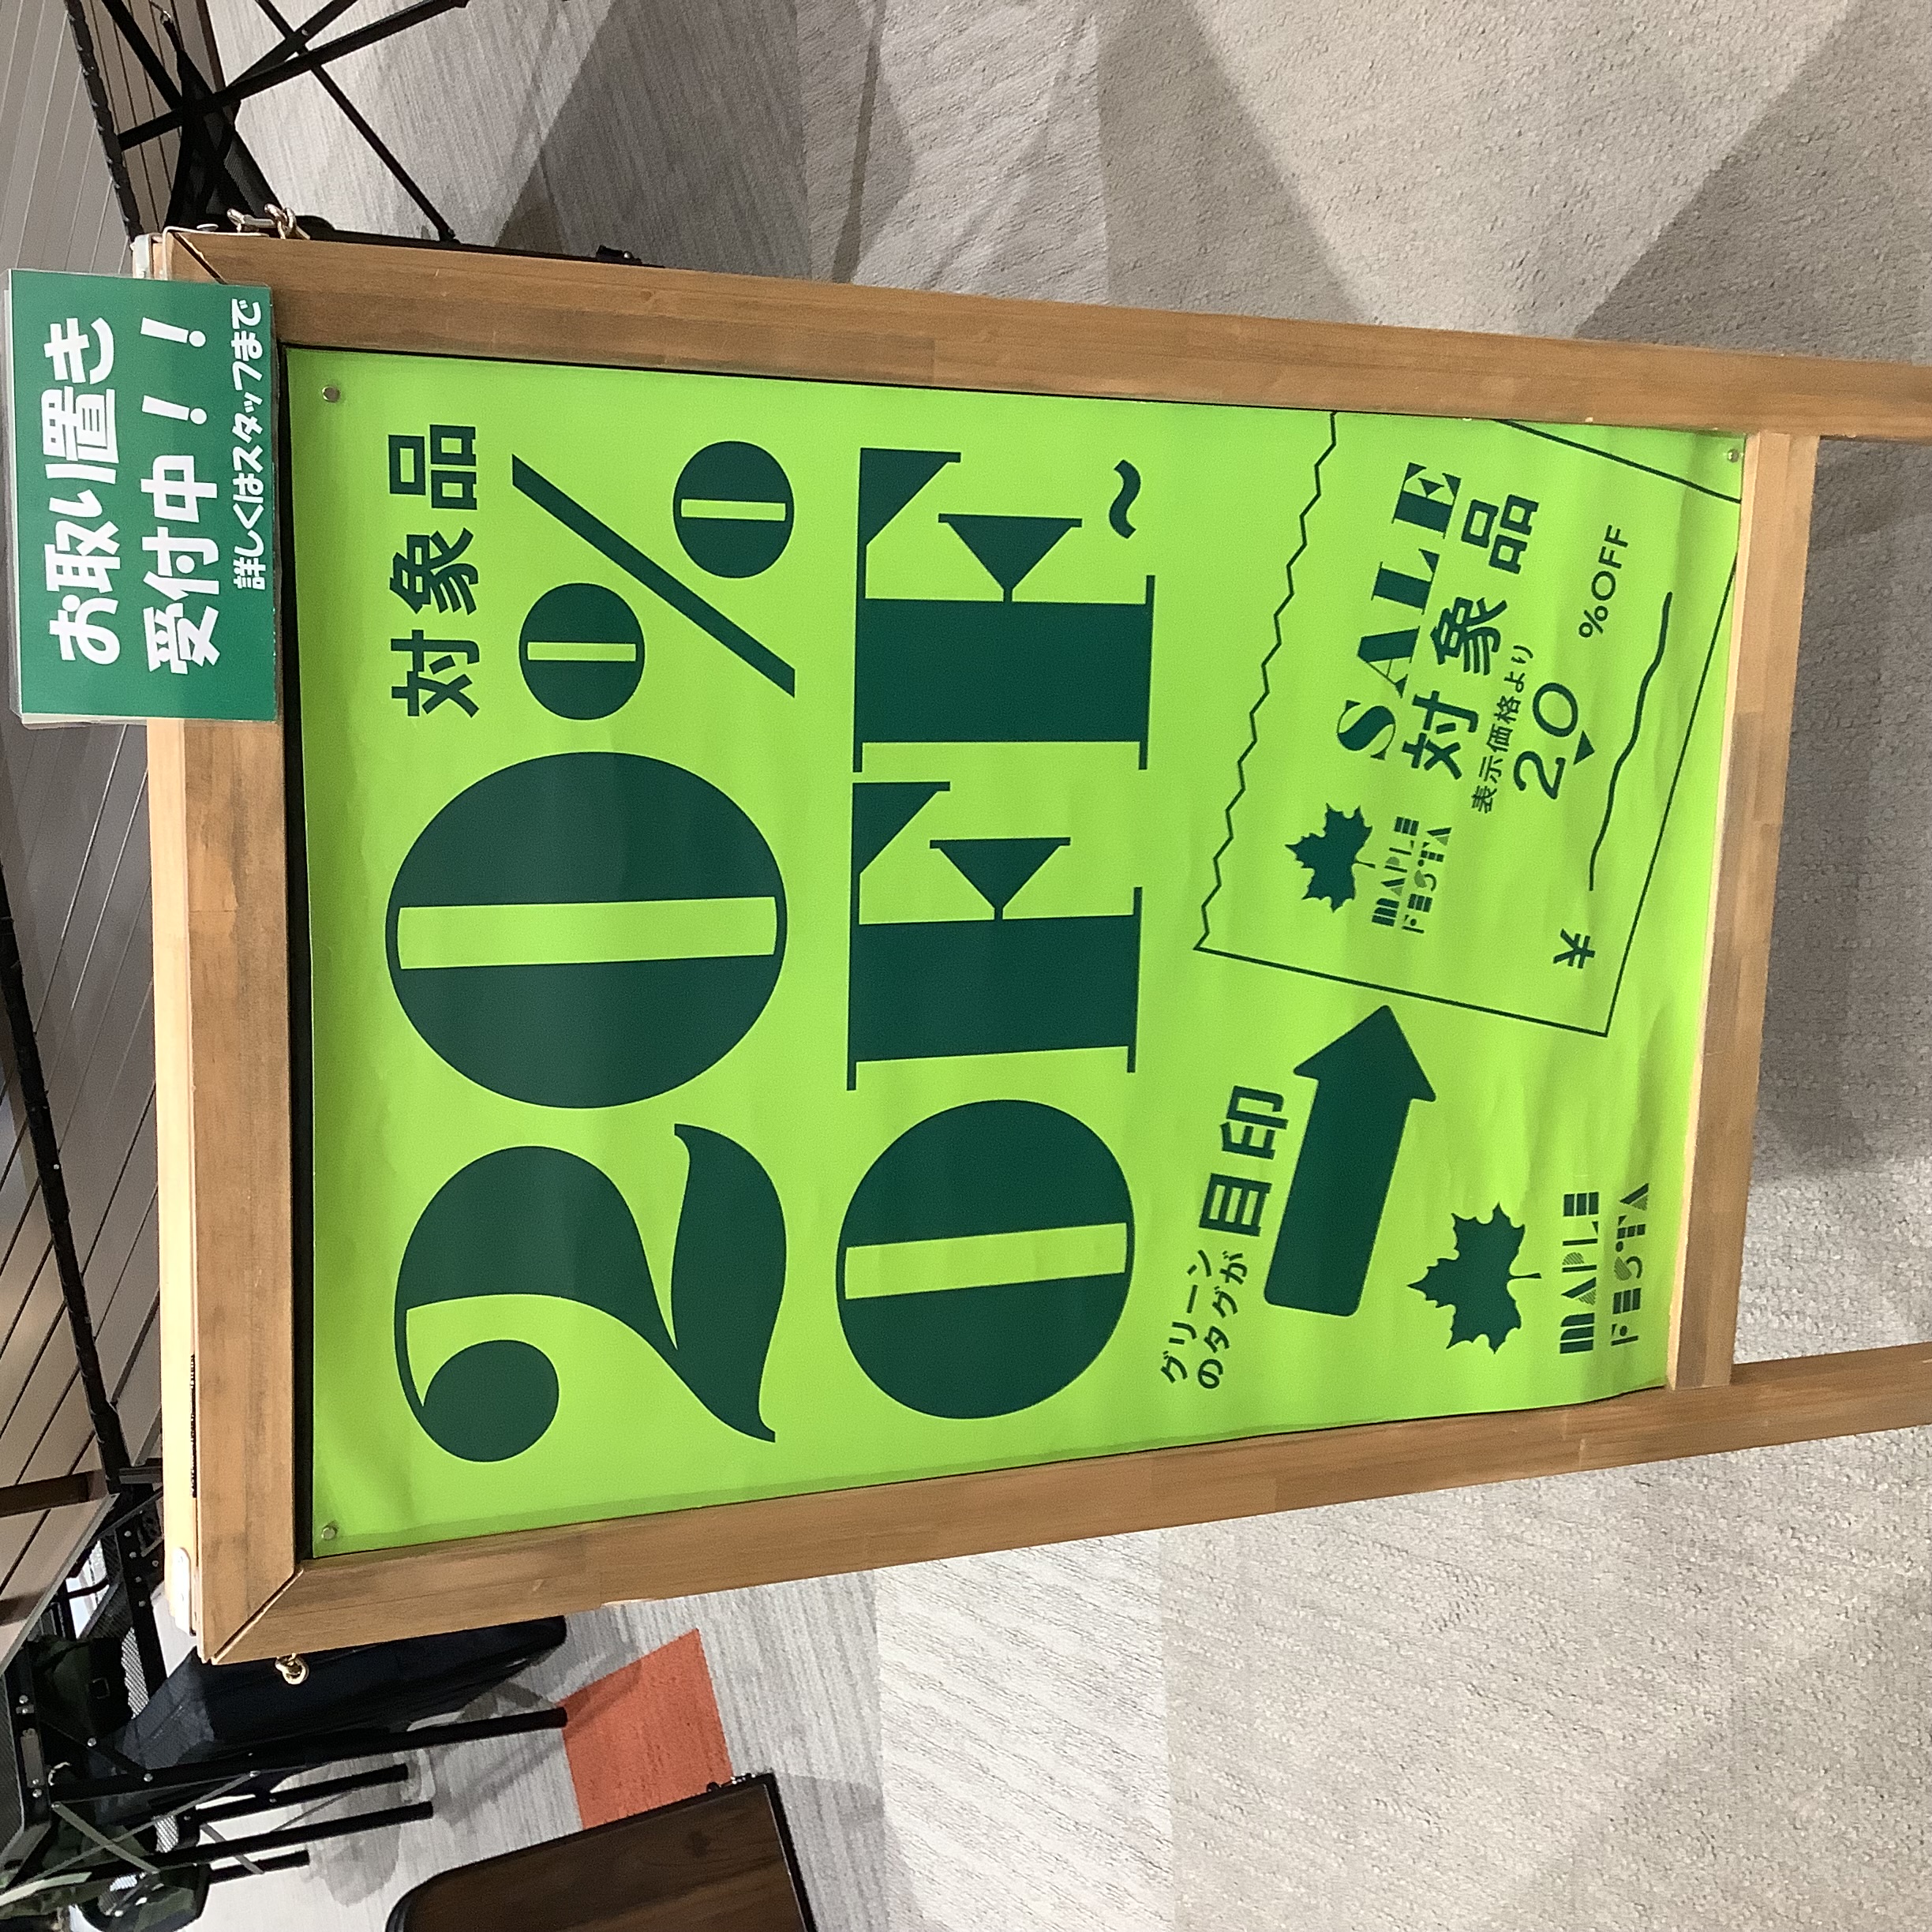 お取り置き
受付中！！
詳しくはスタッフまで
対象品
20%
OFF~
グリーン
のタグが
目印
MAPLE
FESTA
SALE
対象品
表示価格より
20 %OFF
¥
MAPLE
FESTA